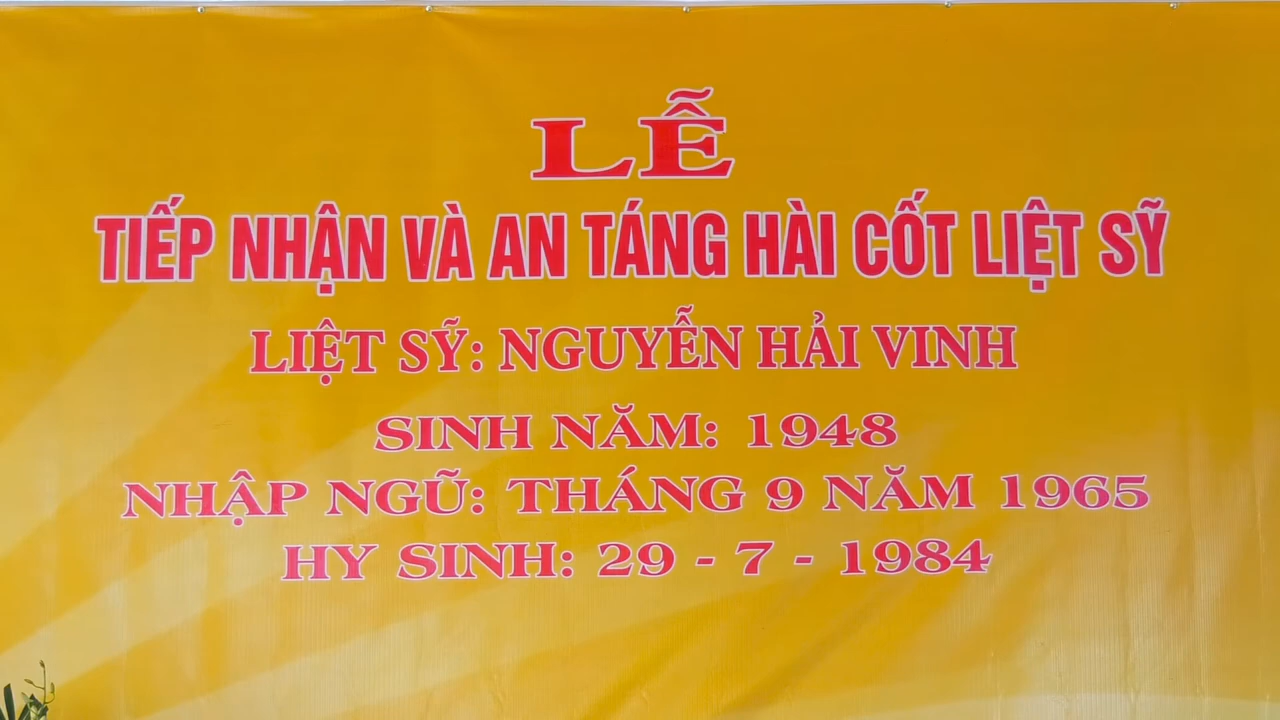 LỄ
TIẾP NHẬN VÀ AN TÁNG HÀI CỐT LIỆT SỸ
LIỆT SỸ: NGUYỄN HẢI VINH
SINH NĂM: 1948
NHẬP NGŨ: THÁNG 9 NĂM 1965
HY SINH: 29 - 7 - 1984